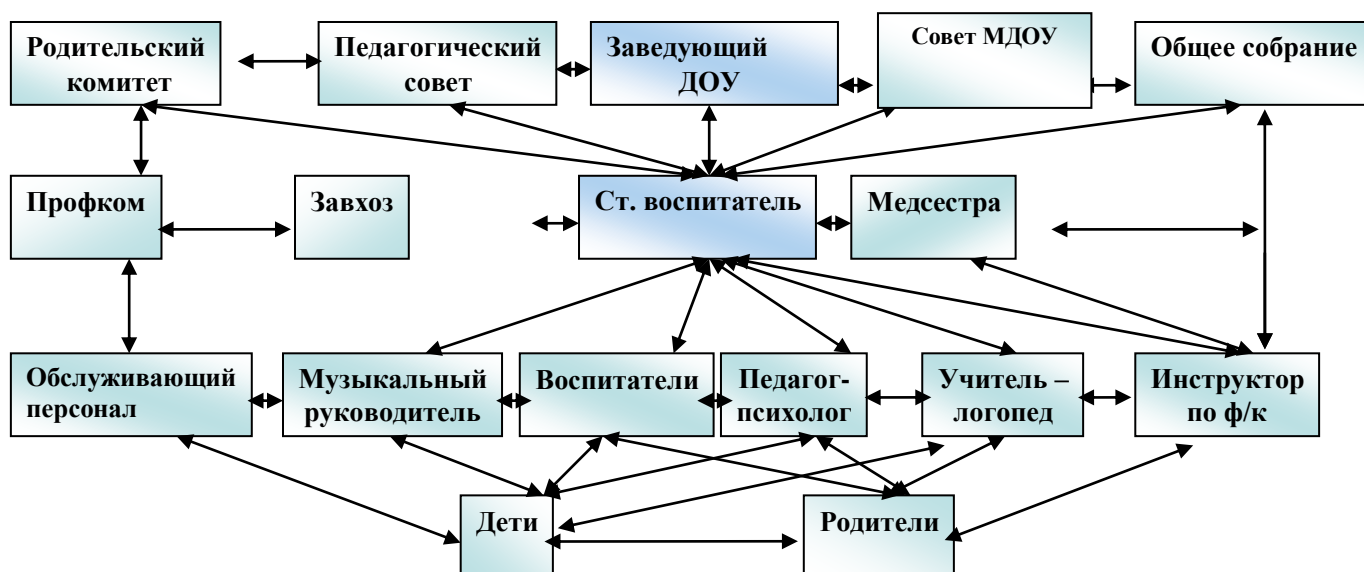 Родительский
комитет
Педагогический
совет
Заведующий
ДОУ
Совет МДОУ
Общее собрание
Профком
Завхоз
Ст. воспитатель
Медсестра
Обслуживающий
персонал
Музыкальный
руководитель
Воспитатели
Педагог-
психолог
Учитель –
логопед
Инструктор
по ф/к
Дети
Родители